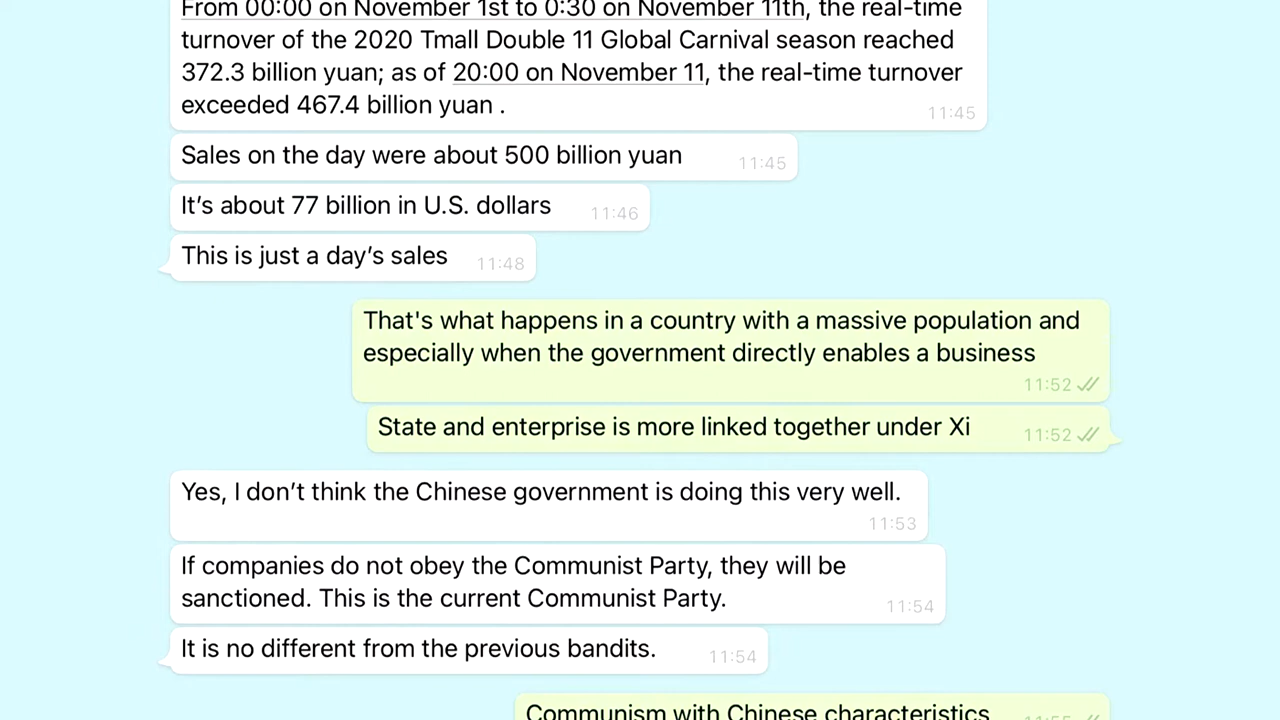 From 00:00 on November 1st to 0:30 on November 11th, the real-time
turnover of the 2020 Tmall Double 11 Global Carnival season reached
372.3 billion yuan; as of 20:00 on November 11, the real-time turnover
exceeded 467.4 billion yuan .
11:45
Sales on the day were about 500 billion yuan 11:45
It’s about 77 billion in U.S. dollars 11:46
This is just a day’s sales 11:48
That's what happens in a country with a massive population and
especially when the government directly enables a business
11:52
State and enterprise is more linked together under Xi 11:52
Yes, I don’t think the Chinese government is doing this very well.
11:53
If companies do not obey the Communist Party, they will be
sanctioned. This is the current Communist Party. 11:54
It is no different from the previous bandits. 11:54
Communism with Chinese characteristics 11:55